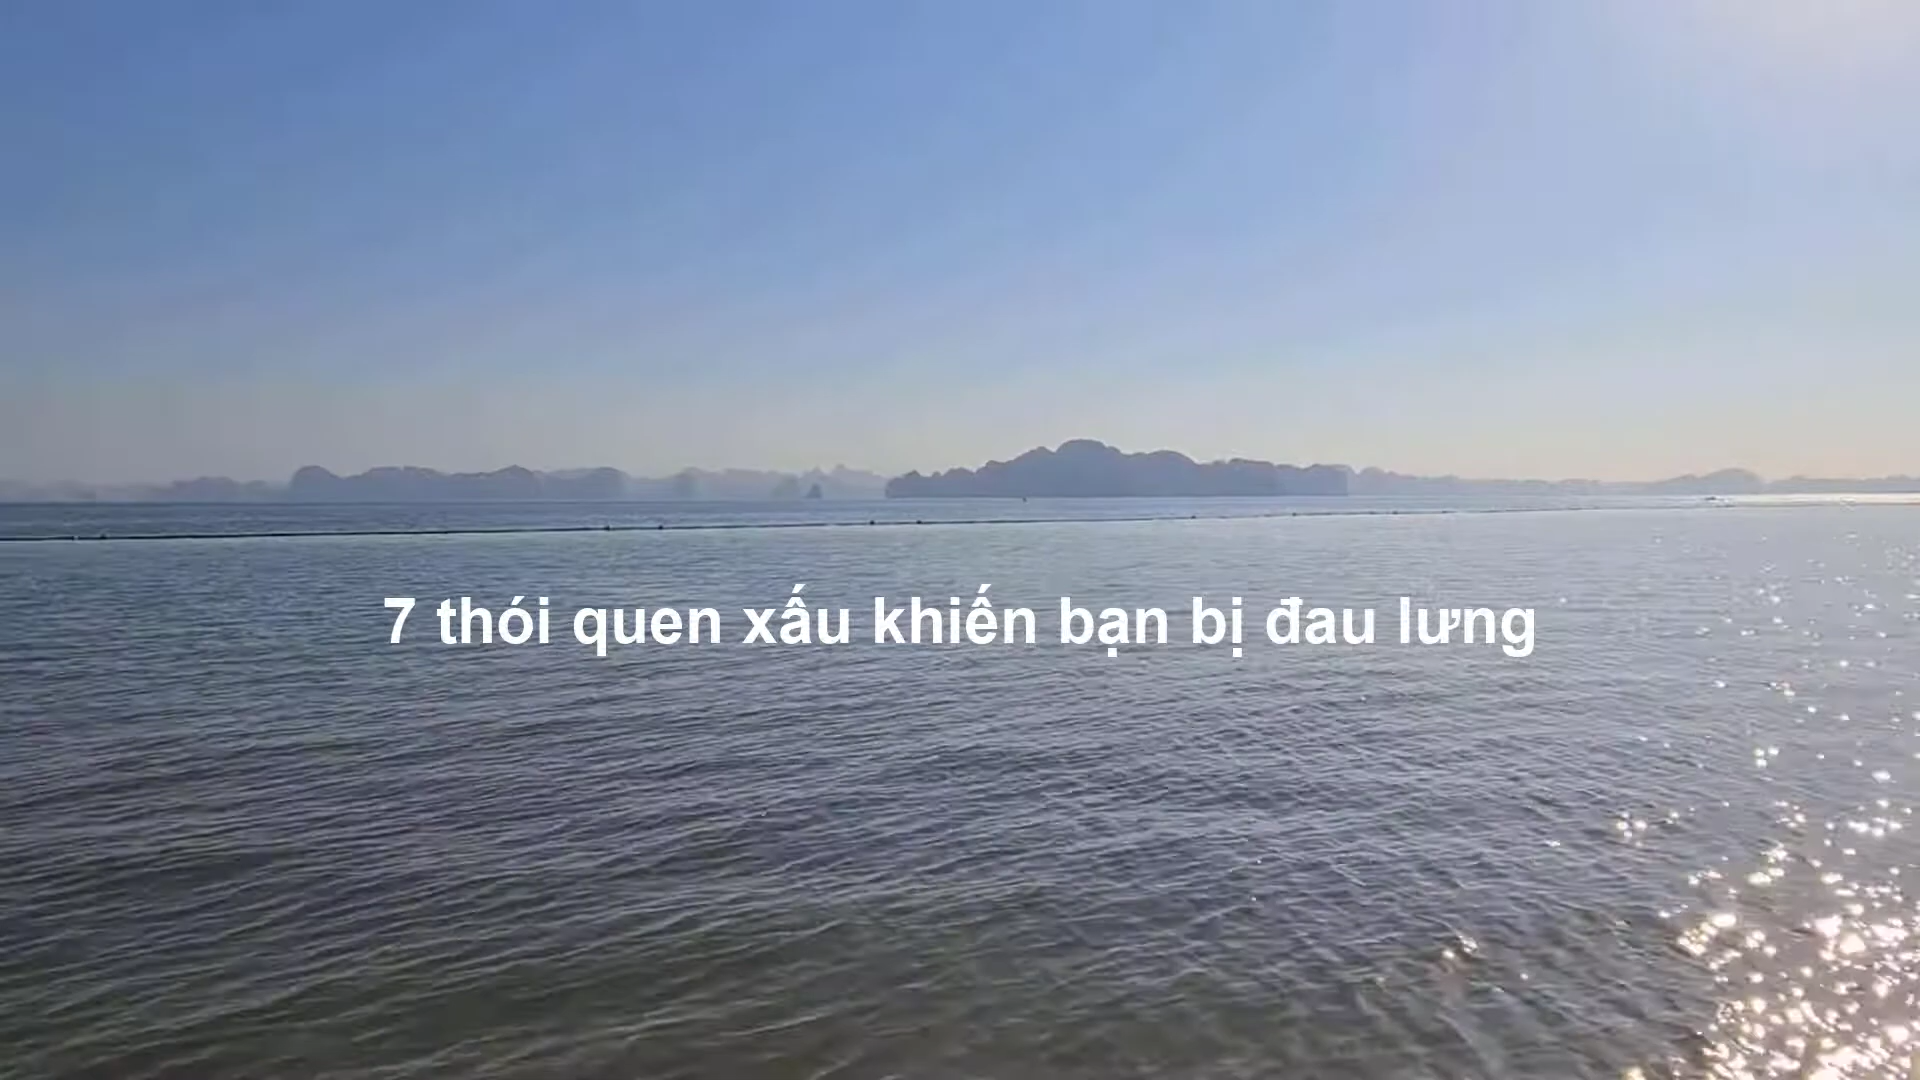 7 thói quen xấu khiến bạn bị đau lưng